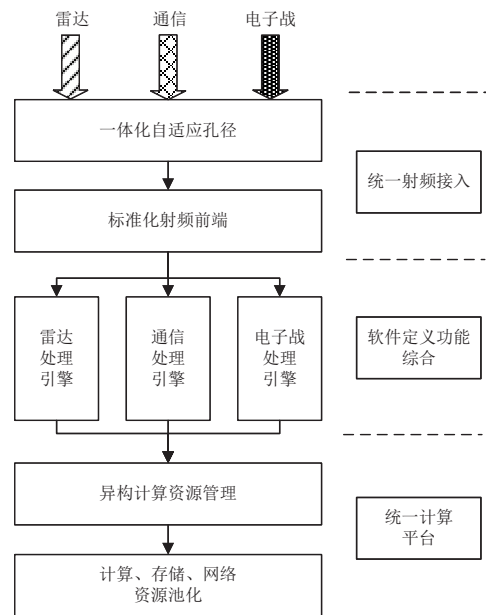 雷达 通信 电子战
一体化自适应孔径
统一射频接入
标准化射频前端
雷达
处理
引擎
通信
处理
引擎
电子战
处理
引擎
软件定义功能
综合
异构计算资源管理
统一计算
平台
计算、存储、网络
资源池化